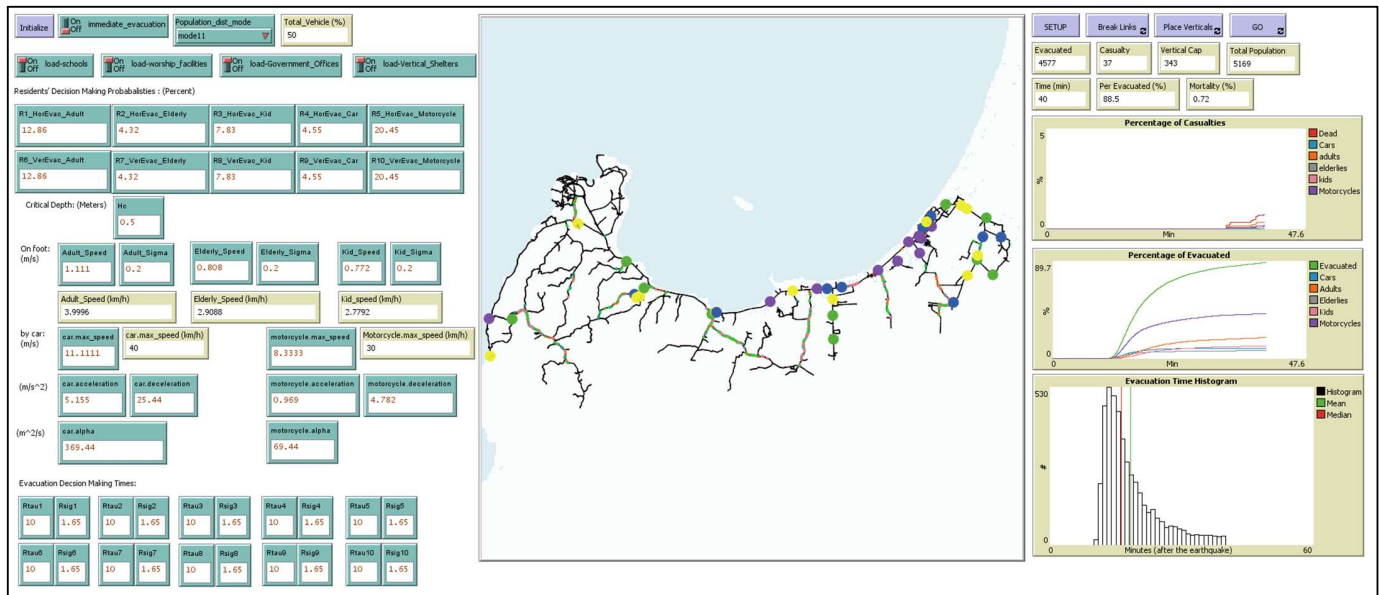 Initialize
On
Off
immediate_evacuation
Population_dist_mode
mode11
Total_Vehicle (%)
50
On
Off
load-schools
On
Off
load-worship_Facilities
On
Off
load-Government_Offices
On
Off
load-Vertical_Shelters
Residents' Decision Making Probabalistics : (Percent)
R1_HorEvac_Adult R2_HorEvac_Elderly R3_HorEvac_Kid R4_HorEvac_Car R5_HorEvac_Motorcycle
12.86 4.32 7.83 4.55 20.45
R6_VerEvac_Adult R7_VerEvac_Elderly R8_VerEvac_Kid R9_VerEvac_Car R10_VerEvac_Motorcycle
12.86 4.32 7.83 4.55 20.45
Critical Depth: (Meters)
Hc
0.5
On foot:
(m/s)
Adult_Speed Adult_Sigma Elderly_Speed Elderly_Sigma Kid_Speed Kid_Sigma
1.111 0.2 0.808 0.2 0.772 0.2
Adult_Speed (km/h) Elderly_Speed (km/h) Kid_speed (km/h)
3.9996 2.9088 2.7792
by car:
(m/s)
car.max_speed car.max_speed (km/h) motorcycle.max_speed Motorcycle.max_speed (km/h)
11.1111 40 8.3333 30
(m/s^2)
car.acceleration car.deceleration motorcycle.acceleration motorcycle.deceleration
5.155 25.44 0.969 4.782
(m^2/s)
car.alpha motorcycle.alpha
369.44 69.44
Evacuation Decsion Making Times:
Rtau1 Rsig1 Rtau2 Rsig2 Rtau3 Rsig3 Rtau4 Rsig4 Rtau5 Rsig5
10 1.65 10 1.65 10 1.65 10 1.65 10 1.65
Rtau6 Rsig6 Rtau7 Rsig7 Rtau8 Rsig8 Rtau9 Rsig9 Rtau10 Rsig10
10 1.65 10 1.65 10 1.65 10 1.65 10 1.65
SETUP Break Links Place Verticals GO
Evacuated Casualty Vertical Cap Total Population
4577 37 343 5169
Time (min) Per Evacuated (%) Mortality (%)
40 88.5 0.72
Percentage of Casualties
5
%
0
0 Min 47.6
Dead
Cars
adults
elderlies
kids
Motorcycles
Percentage of Evacuated
89.7
%
0
0 Min 47.6
Evacuated
Cars
Adults
Elderlies
Kids
Motorcycles
Evacuation Time Histogram
530
#
0
0 Minutes (after the earthquake) 60
Histogram
Mean
Median